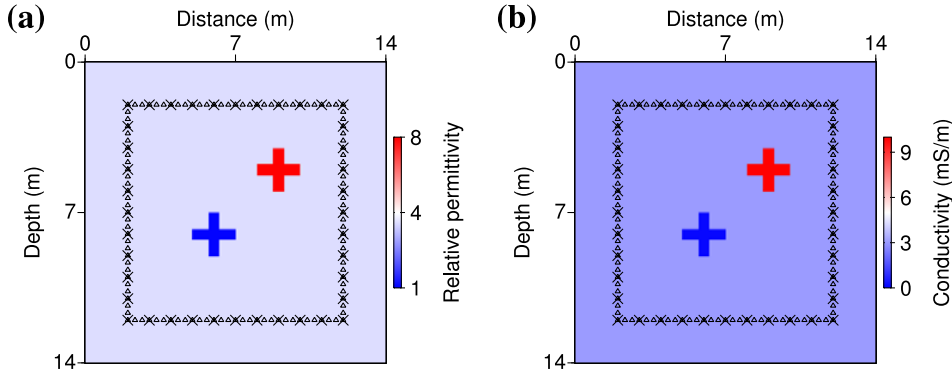 (a)
Distance (m)
0 7 14
0
7
14
Depth (m)
8
4
1
Relative permittivity
(b)
Distance (m)
0 7 14
0
7
14
Depth (m)
9
6
3
0
Conductivity (mS/m)